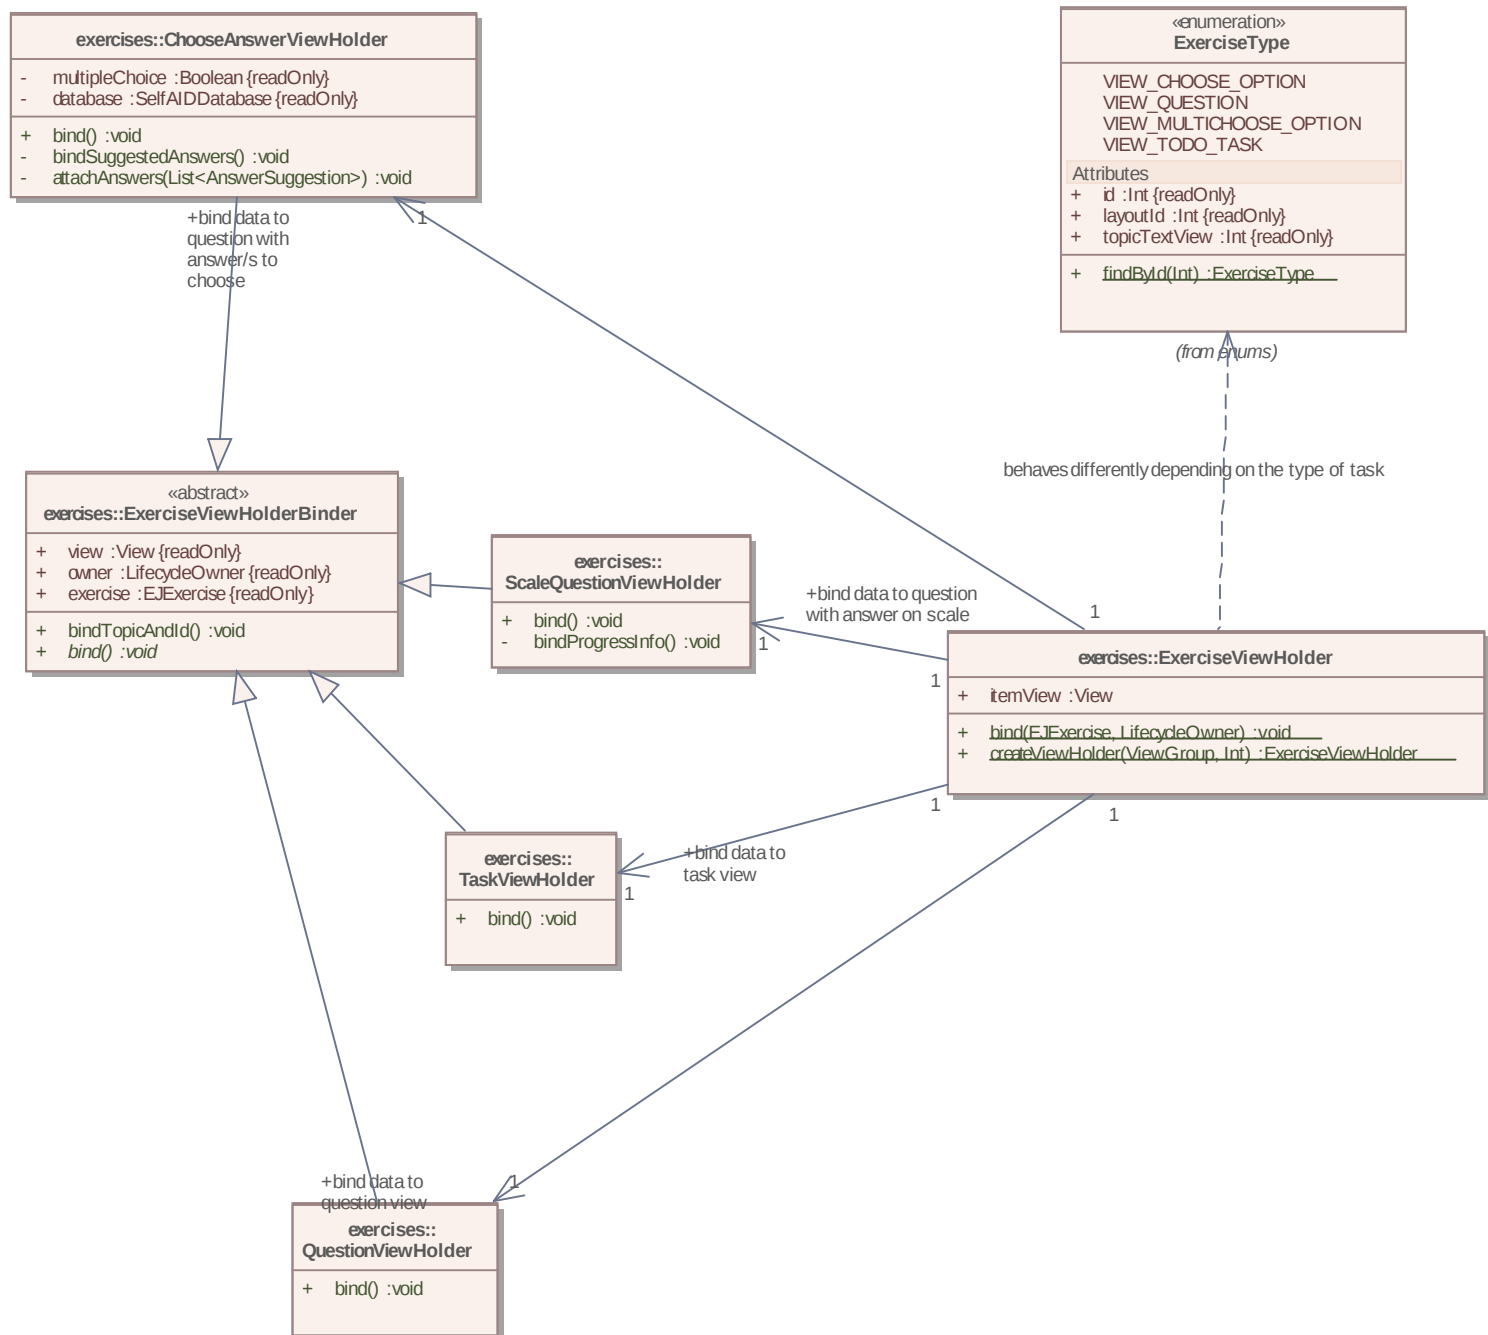 exercises::ChooseAnswerViewHolder
- multipleChoice :Boolean {readOnly}
- database :SelfAIDDatabase {readOnly}
+ bind() :void
- bindSuggestedAnswers() :void
- attachAnswers(List<AnswerSuggestion>) :void
«enumeration»
ExerciseType
VIEW_CHOOSE_OPTION
VIEW_QUESTION
VIEW_MULTICHOOSE_OPTION
VIEW_TODO_TASK
Attributes
+ id :Int {readOnly}
+ layoutId :Int {readOnly}
+ topicTextView :Int {readOnly}
+ findById(Int) :ExerciseType
(from enums)
+bind data to
question with
answer/s to
choose
1
behaves differently depending on the type of task
«abstract»
exercises::ExerciseViewHolderBinder
+ view :View {readOnly}
+ owner :LifecycleOwner {readOnly}
+ exercise :EJExercise {readOnly}
+ bindTopicAndId() :void
+ bind() :void
exercises::
ScaleQuestionViewHolder
+ bind() :void
- bindProgressInfo() :void
+bind data to question
with answer on scale
1
1
1
exercises::ExerciseViewHolder
+ itemView :View
+ bind(EJExercise, LifecycleOwner) :void
+ createViewHolder(ViewGroup, Int) :ExerciseViewHolder
1
1
exercises::
TaskViewHolder
+ bind() :void
+bind data to
task view
1
+bind data to
question view
1
exercises::
QuestionViewHolder
+ bind() :void